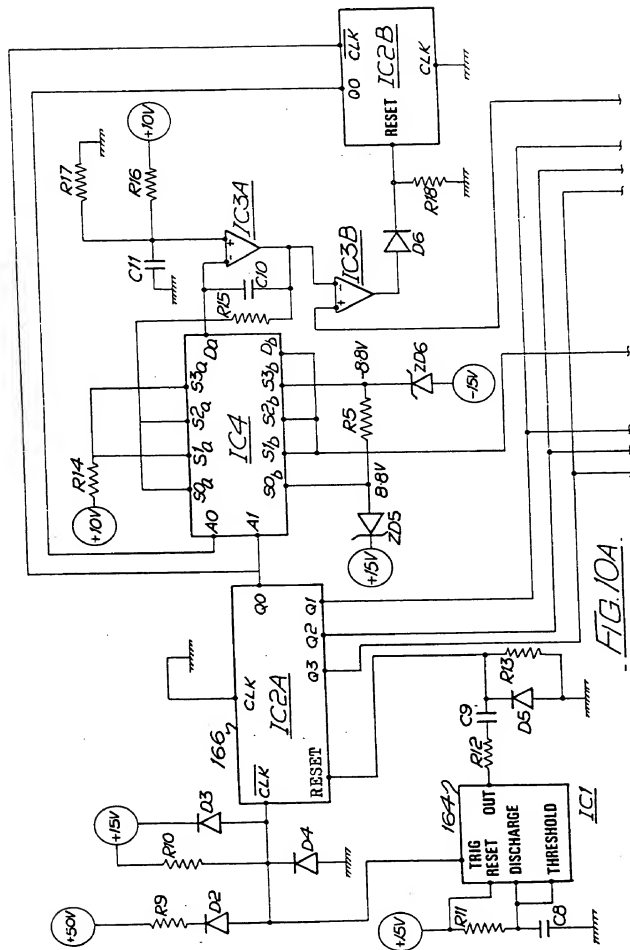 CLK
Q0
IC2B
RESET
CLK
+10V
R17
R16
C11
IC3A
IC3B
R18
D6
C10
R15
+10V
R14
S0a S1a S2a S3a Da
A0
IC4
A1
S0b S1b S2b S3b Db
-8.8V
R5
8.8V
ZD6
-15V
ZD5
+15V
166
Q0
CLK
IC2A
CLK
Q1
Q2
Q3
RESET
+50V
R9
D2
+15V
R10
D3
D4
164
TRIG
RESET OUT
DISCHARGE
THRESHOLD
IC1
+15V
R11
C8
R12
C9
D5
R13
FIG. 10A.